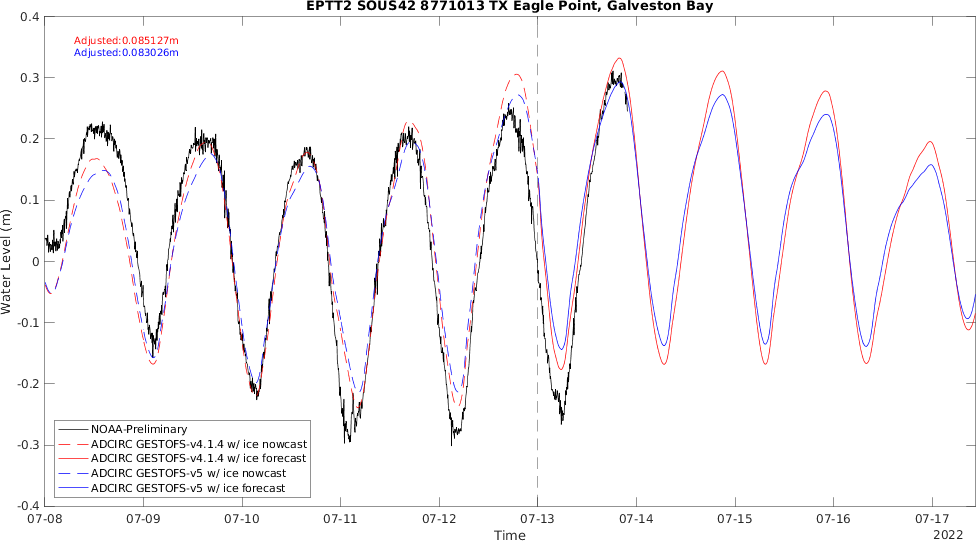 EPTT2 SOUS42 8771013 TX Eagle Point, Galveston Bay
Adjusted:0.085127m
Adjusted:0.083026m
0.4
0.3
0.2
0.1
0
-0.1
-0.2
-0.3
-0.4
Water Level (m)
NOAA-Preliminary
ADCIRC GESTOFS-v4.1.4 w/ ice nowcast
ADCIRC GESTOFS-v4.1.4 w/ ice forecast
ADCIRC GESTOFS-v5 w/ ice nowcast
ADCIRC GESTOFS-v5 w/ ice forecast
07-08 07-09 07-10 07-11 07-12 07-13 07-14 07-15 07-16 07-17
Time
2022